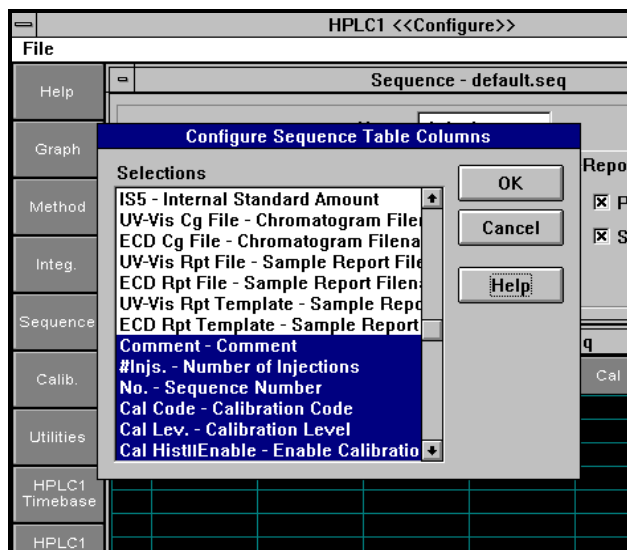 HPLC1 <<Configure>>
File
Help
Graph
Method
Integ.
Sequence
Calib.
Utilities
HPLC1
Timebase
HPLC1
Sequence - default.seq
Configure Sequence Table Columns
Selections
IS5 - Internal Standard Amount
UV-Vis Cg File - Chromatogram Filer
ECD Cg File - Chromatogram Filena
UV-Vis Rpt File - Sample Report File
ECD Rpt File - Sample Report Filen
UV-Vis Rpt Template - Sample Repo
ECD Rpt Template - Sample Report
Comment - Comment
#Injs. - Number of Injections
No. - Sequence Number
Cal Code - Calibration Code
Cal Lev. - Calibration Level
Cal HistIIEnable - Enable Calibratio
OK
Cancel
Help
Repo
P
S
q
Cal